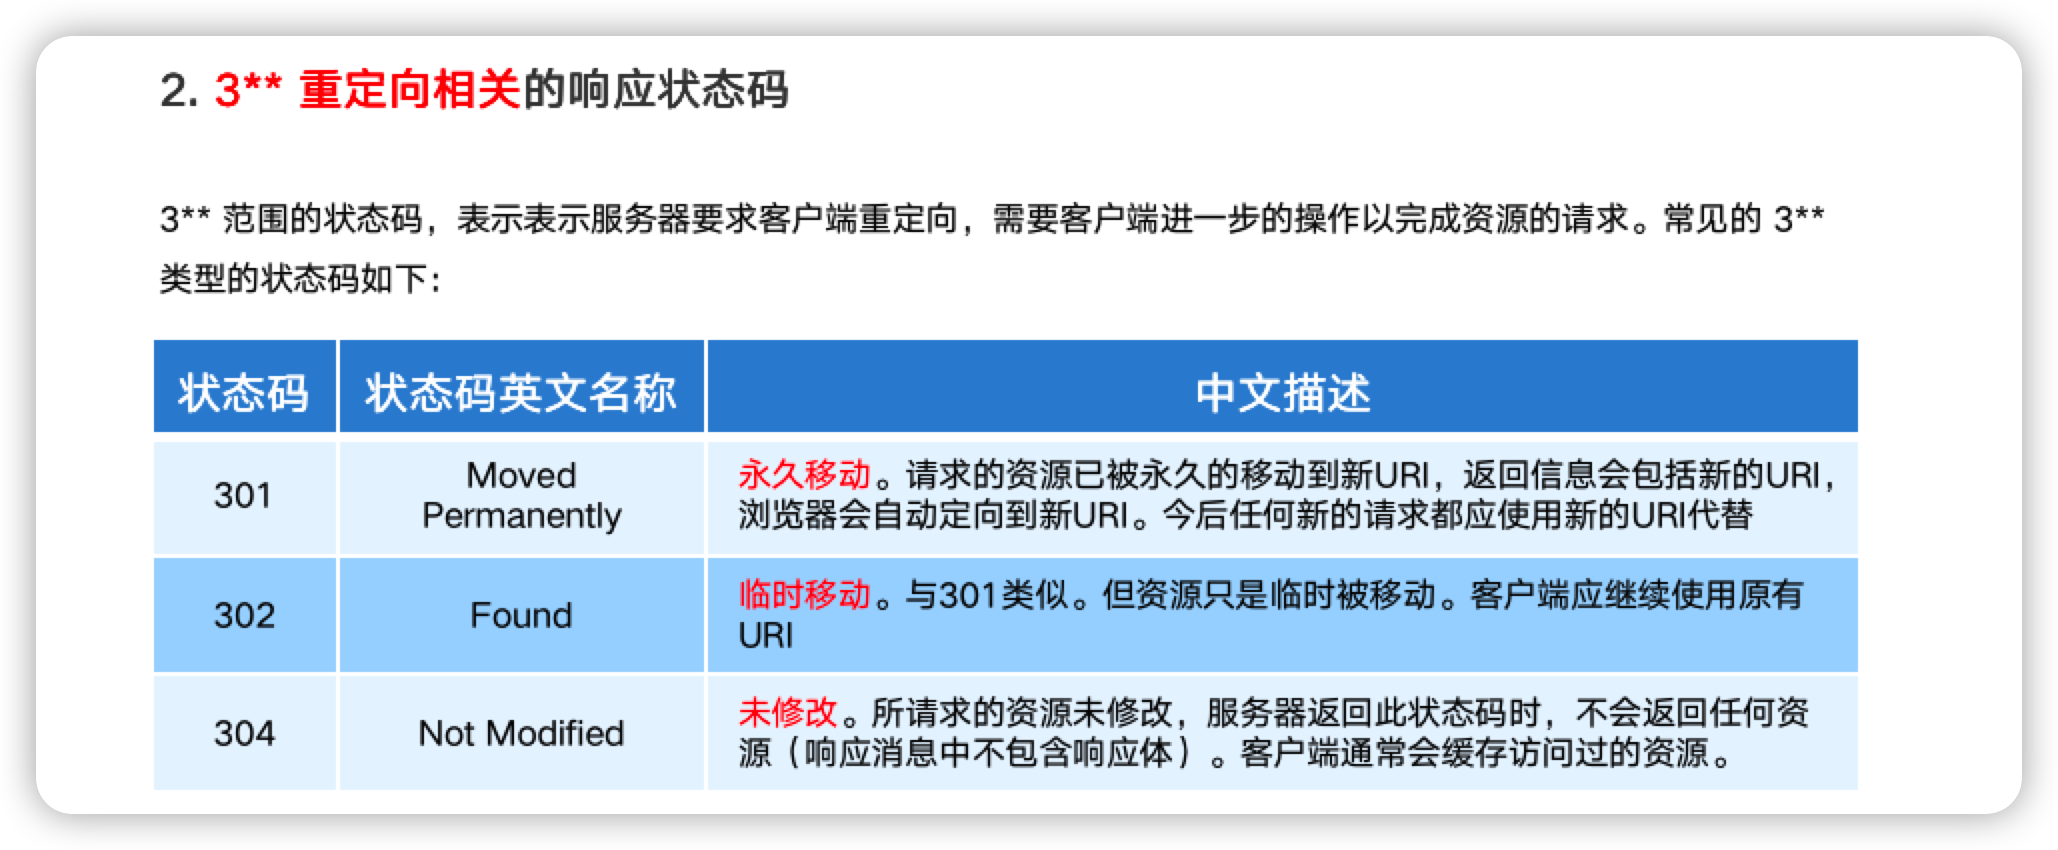 2. 3** 重定向相关的响应状态码
3** 范围的状态码，表示表示服务器要求客户端重定向，需要客户端进一步的操作以完成资源的请求。常见的 3**
类型的状态码如下：
状态码 状态码英文名称 中文描述
301
Moved
Permanently
永久移动。请求的资源已被永久的移动到新URI，返回信息会包括新的URI，
浏览器会自动定向到新URI。今后任何新的请求都应使用新的URI代替
302
Found
临时移动。与301类似。但资源只是临时被移动。客户端应继续使用原有
URI
304
Not Modified
未修改。所请求的资源未修改，服务器返回此状态码时，不会返回任何资
源（响应消息中不包含响应体）。客户端通常会缓存访问过的资源。